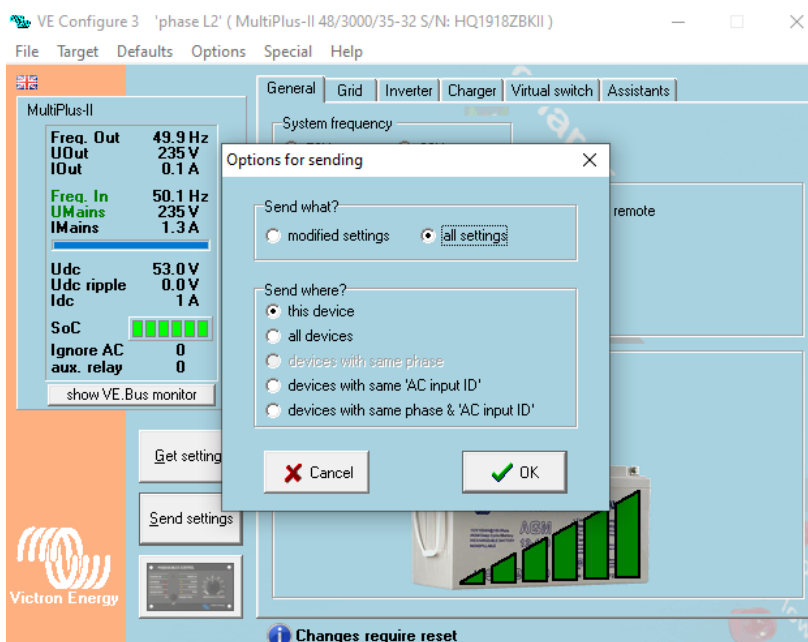 VE Configure 3 'phase L2' ( MultiPlus-II 48/3000/35-32 S/N: HQ1918ZBKII )
File Target Defaults Options Special Help
General Grid Inverter Charger Virtual switch Assistants
MultiPlus-II
System frequency
Freq. Out 49.9 Hz
UOut 235 V
IOut 0.1 A
Freq. In 50.1 Hz
UMains 235 V
IMains 1.3 A
Udc 53.0 V
Udc ripple 0.0 V
Idc 1 A
SoC
Ignore AC 0
aux. relay 0
show VE.Bus monitor
Options for sending
Send what?
modified settings all settings
remote
Send where?
this device
all devices
devices with same phase
devices with same 'AC input ID'
devices with same phase & 'AC input ID'
Cancel OK
Get setting
Send settings
AGM
Victron Energy
Changes require reset